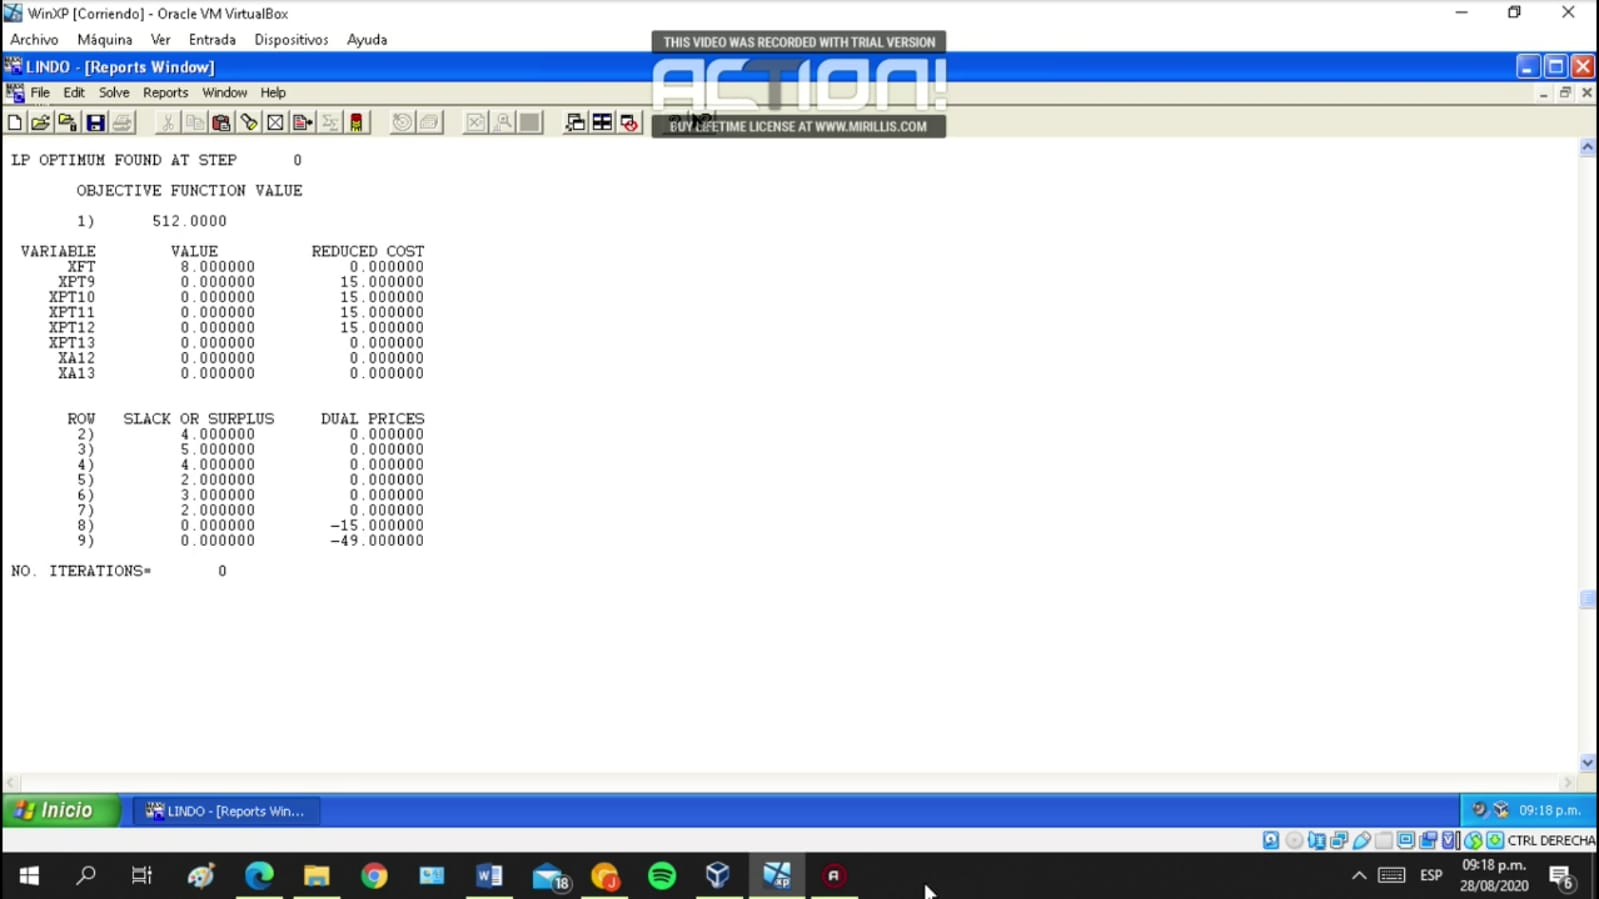 WinXP [Corriendo] - Oracle VM VirtualBox
Archivo Máquina Ver Entrada Dispositivos Ayuda
THIS VIDEO WAS RECORDED WITH TRIAL VERSION
ACTION!
BUY LIFETIME LICENSE AT WWW.MIRILLIS.COM
LINDO - [Reports Window]
File Edit Solve Reports Window Help
LP OPTIMUM FOUND AT STEP 0
OBJECTIVE FUNCTION VALUE
1) 512.0000
VARIABLE VALUE REDUCED COST
XFT 8.000000 0.000000
XPT9 0.000000 15.000000
XPT10 0.000000 15.000000
XPT11 0.000000 15.000000
XPT12 0.000000 15.000000
XPT13 0.000000 0.000000
XA12 0.000000 0.000000
XA13 0.000000 0.000000
ROW SLACK OR SURPLUS DUAL PRICES
2) 4.000000 0.000000
3) 5.000000 0.000000
4) 4.000000 0.000000
5) 2.000000 0.000000
6) 3.000000 0.000000
7) 2.000000 0.000000
8) 0.000000 -15.000000
9) 0.000000 -49.000000
NO. ITERATIONS= 0
Inicio
LINDO - [Reports Win...
09:18 p.m.
CTRL DERECHA
18
ESP
09:18 p.m.
28/08/2020
6